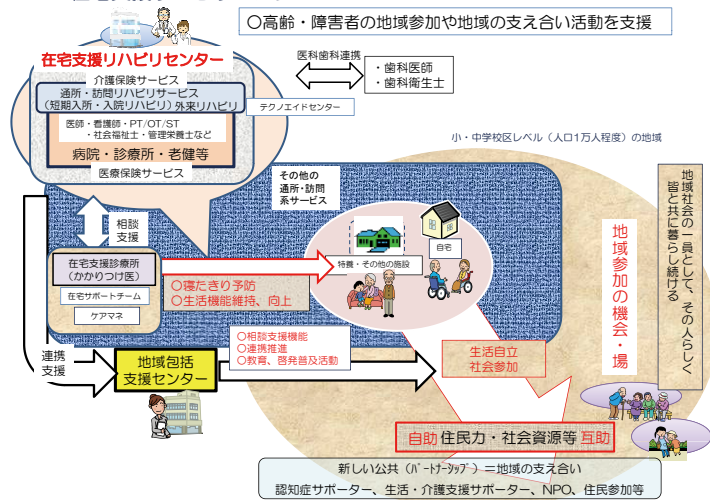 〇高齢・障害者の地域参加や地域の支え合い活動を支援
在宅支援リハビリセンター
介護保険サービス
通所・訪問リハビリサービス
(短期入所・入院リハビリ)外来リハビリ
医師・看護師・PT/OT/ST
・社会福祉士・管理栄養士など
病院・診療所・老健等
医療保険サービス
医科歯科連携
・歯科医師
・歯科衛生士
テクノエイドセンター
小・中学校区レベル（人口1万人程度）の地域
その他の
通所・訪問
系サービス
自宅
特養・その他の施設
相談
支援
在宅支援診療所
（かかりつけ医）
在宅サポートチーム
ケアマネ
〇寝たきり予防
〇生活機能維持、向上
連携
支援
地域包括
支援センター
〇相談支援機能
〇連携推進
〇教育、啓発普及活動
生活自立
社会参加
地域参加の機会・場
地域社会の一員として、その人らしく
皆と共に暮らし続ける
自助 住民力・社会資源等 互助
新しい公共（ﾊﾟｰﾄﾅｰｼｯﾌﾟ）＝地域の支え合い
認知症サポーター、生活・介護支援サポーター、NPO、住民参加等